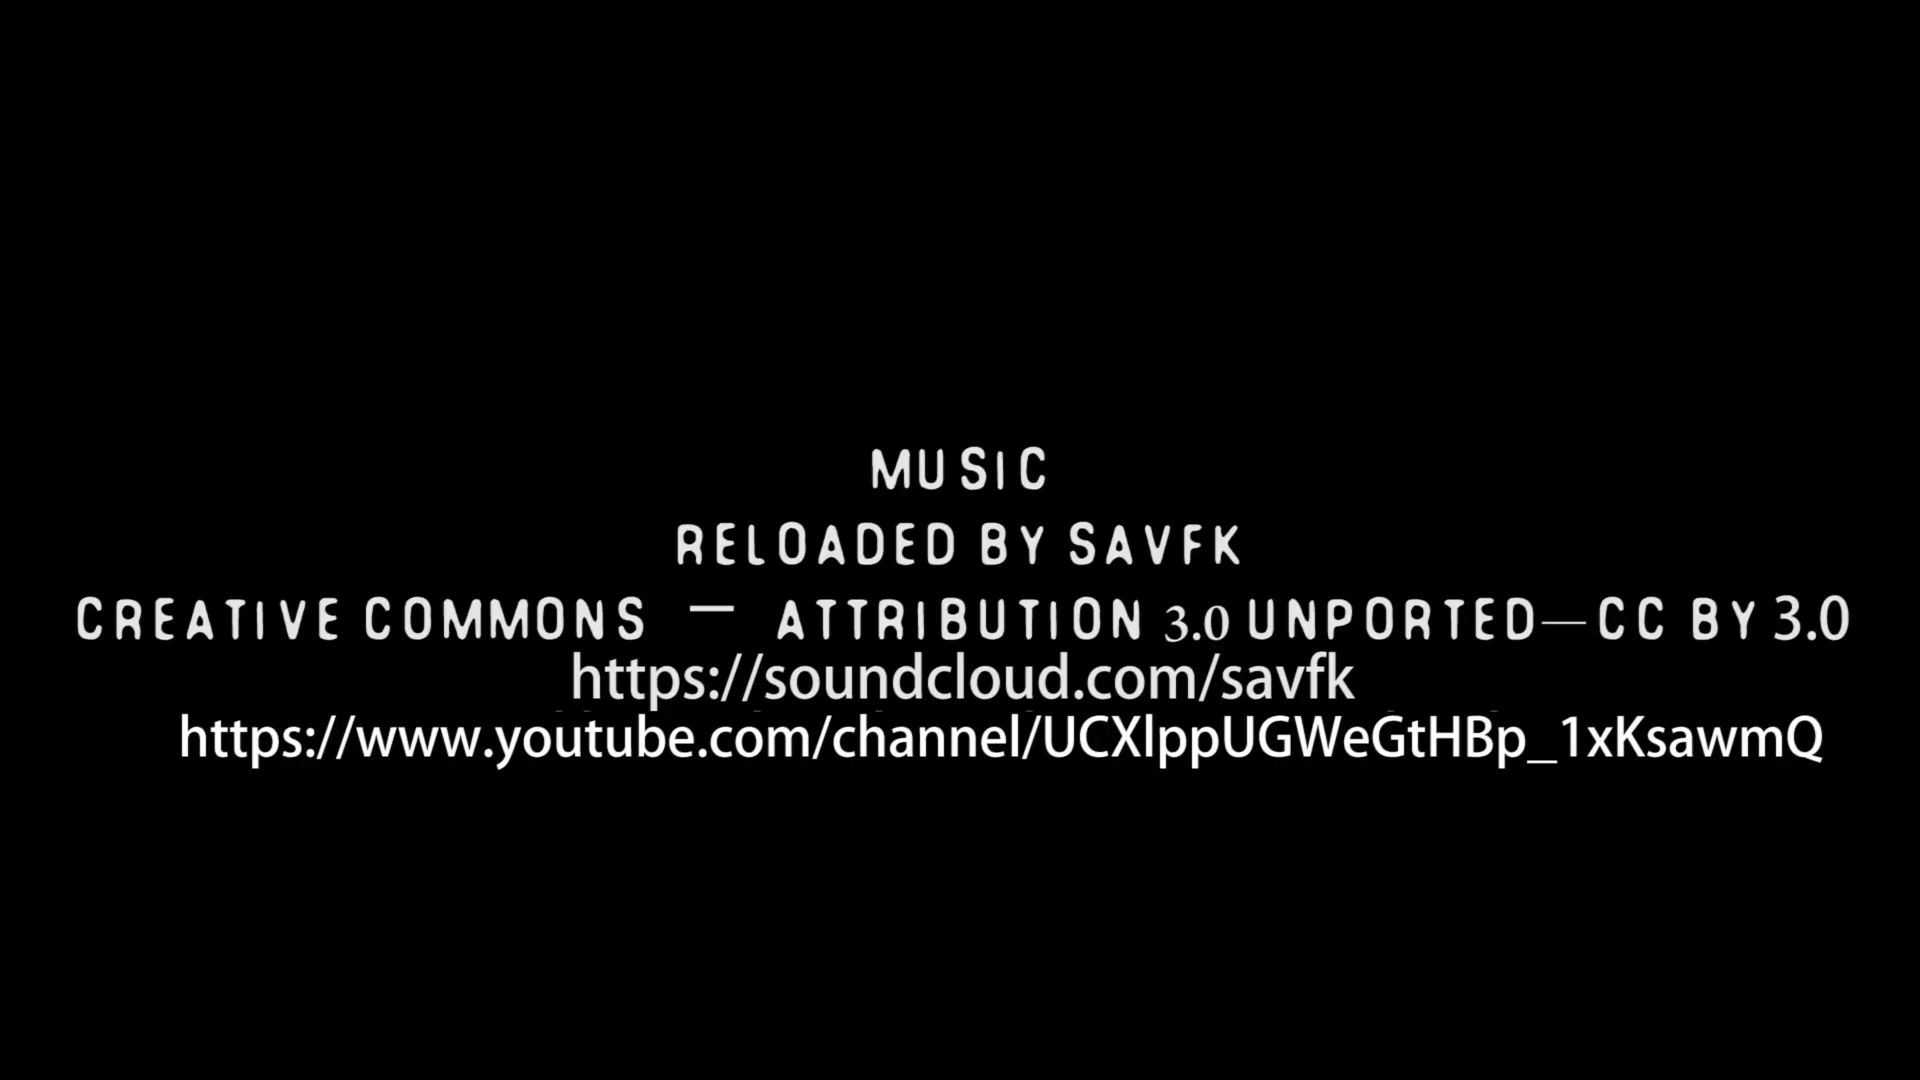 MUSIC
RELOADED BY SAVFK
CREATIVE COMMONS — ATTRIBUTION 3.0 UNPORTED—CC BY 3.0
https://soundcloud.com/savfk
https://www.youtube.com/channel/UCXlppUGWeGtHBp_1xKsawmQ